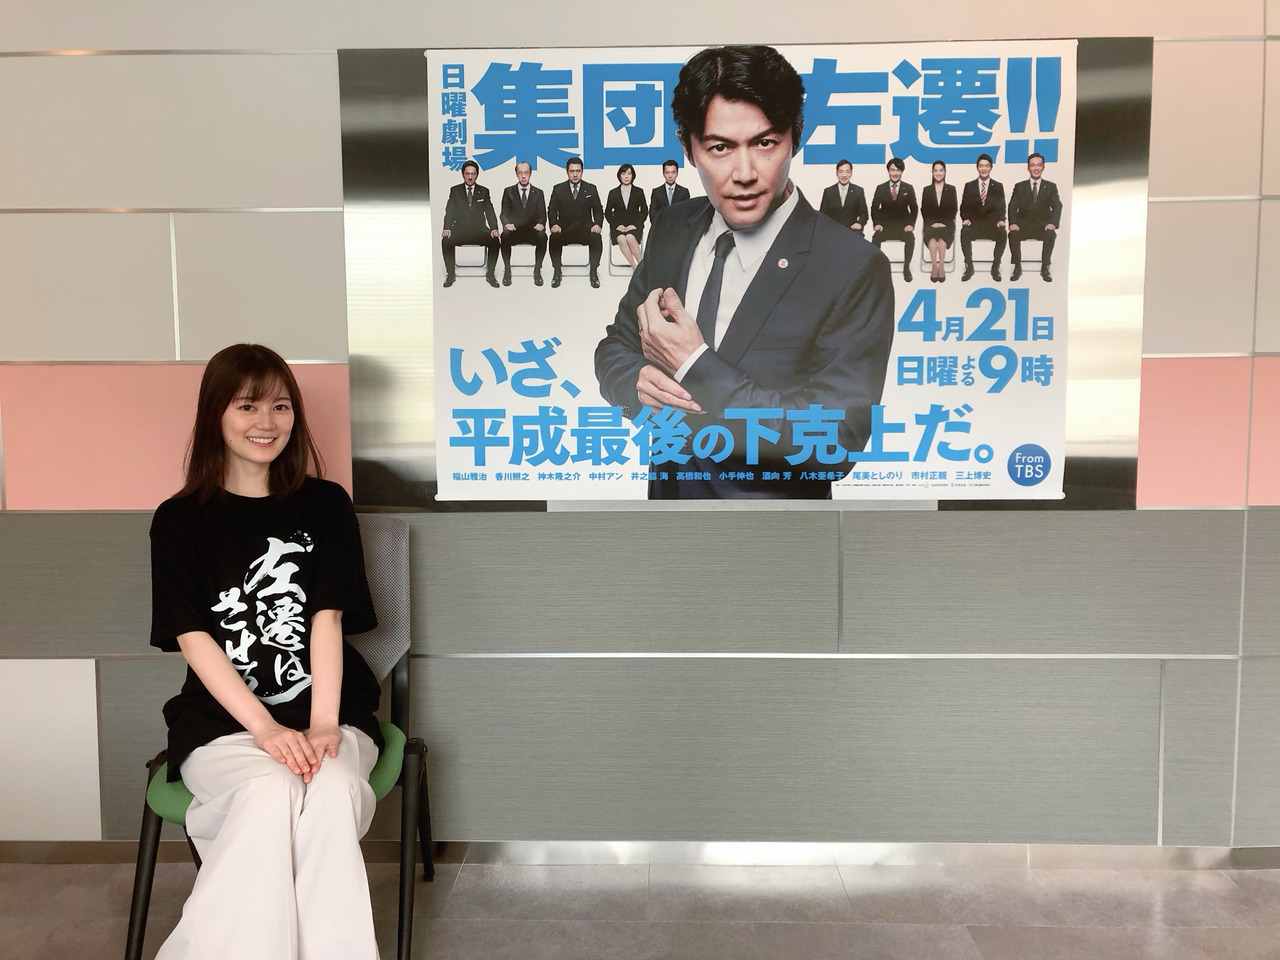 日曜劇場
集団左遷!!
4月21日
日曜よる9時
いざ、
平成最後の下克上だ。
福山雅治 香川照之 神木隆之介 中村アン 井之脇 海 高橋和也 小手伸也 酒向 芳 八木亜希子 尾美としのり 市村正親 三上博史
From
TBS
左遷は
させ